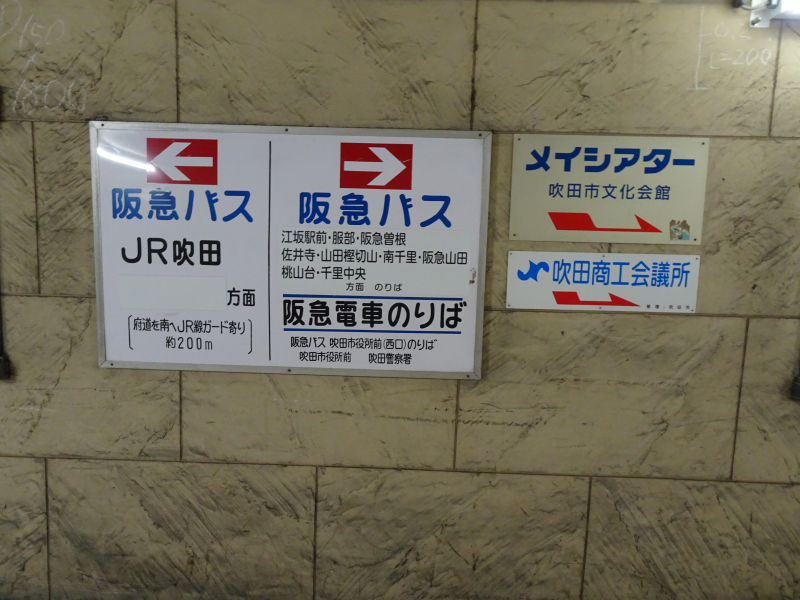 阪急バス
JR吹田
方面
府道を南へJR線ガード寄り
約200m
阪急バス
江坂駅前・服部・阪急曽根
佐井寺・山田樫切山・南千里・阪急山田
桃山台・千里中央
方面 のりば
阪急電車のりば
阪急バス 吹田市役所前(西口)のりば
吹田市役所前 吹田警察署
メイシアター
吹田市文化会館
吹田商工会議所
150
L=200